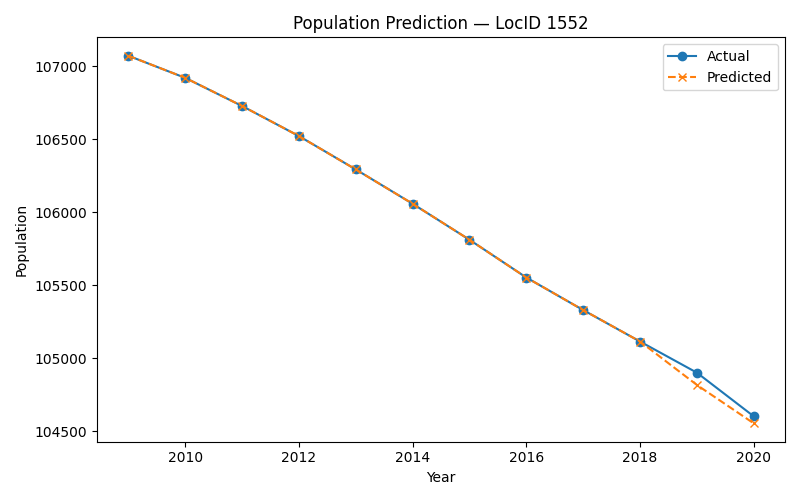 Population Prediction — LocID 1552
Actual
Predicted
107000
106500
106000
105500
105000
104500
Population
2010
2012
2014
2016
2018
2020
Year